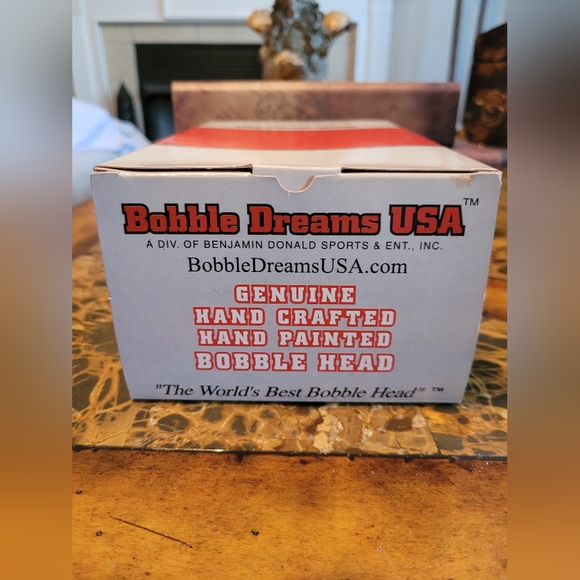 Bobble Dreams USA™
A DIV. OF BENJAMIN DONALD SPORTS & ENT., INC.
BobbleDreamsUSA.com
GENUINE
HAND CRAFTED
HAND PAINTED
BOBBLE HEAD
"The World's Best Bobble Head" ™